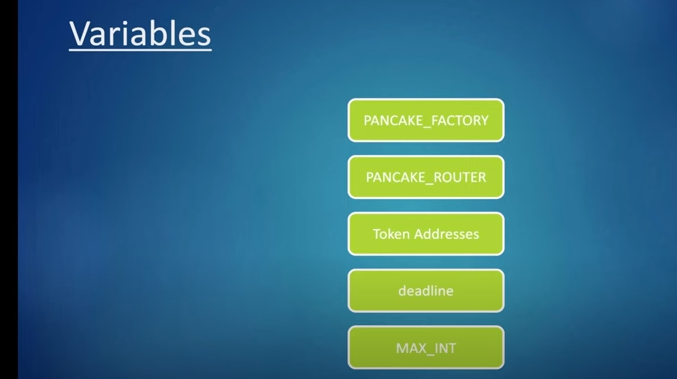 Variables
PANCAKE_FACTORY
PANCAKE_ROUTER
Token Addresses
deadline
MAX_INT